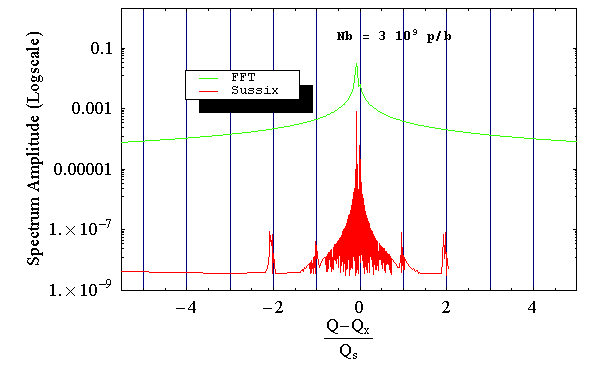 Nb = 3 10⁹ p/b
FFT
Sussix
Spectrum Amplitude (Logscale)
0.1
0.001
0.00001
1.×10⁻⁷
1.×10⁻⁹
−4 −2 0 2 4
Q−Qₓ
Qₛ